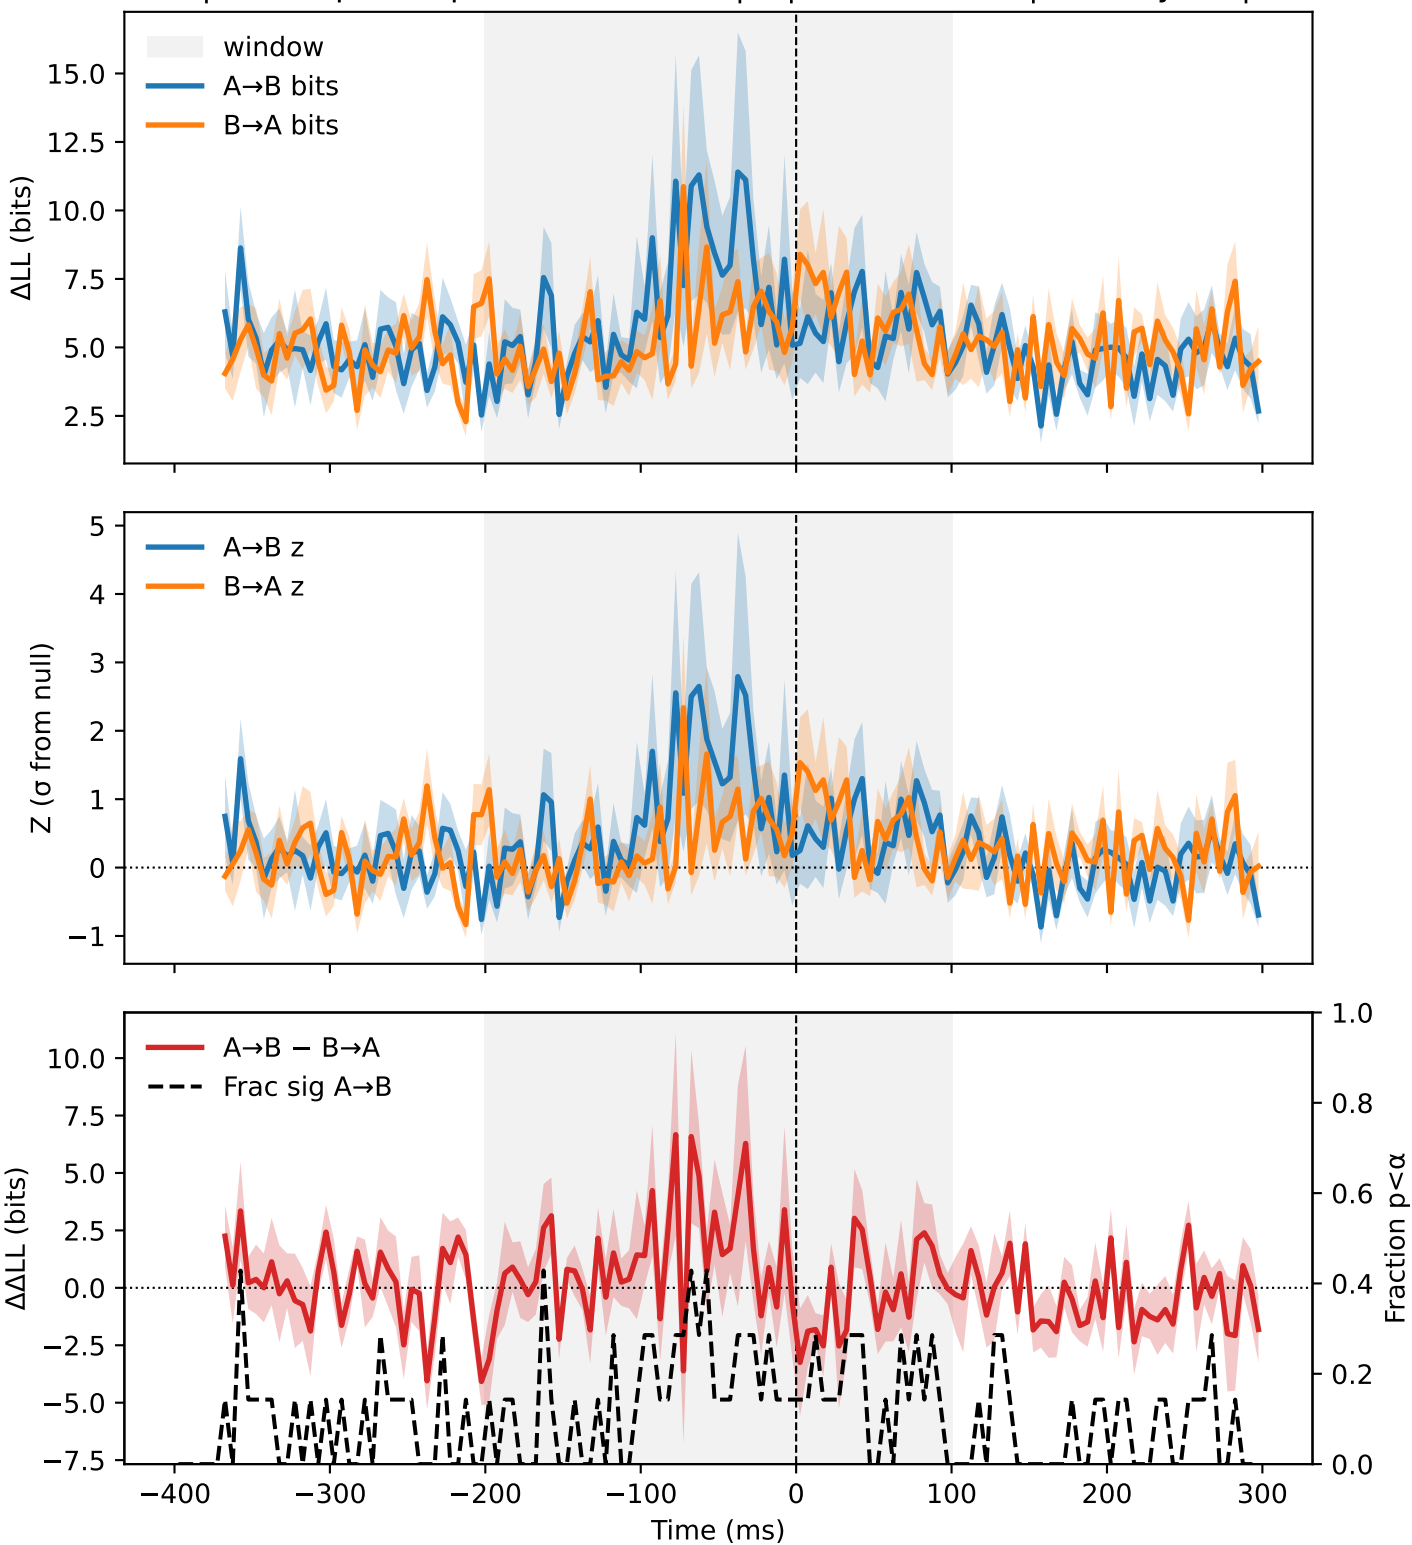 window
A→B bits
B→A bits
15.0
12.5
10.0
7.5
5.0
2.5
ΔLL (bits)
A→B z
B→A z
5
4
3
2
1
0
−1
Z (σ from null)
A→B − B→A
Frac sig A→B
10.0
7.5
5.0
2.5
0.0
−2.5
−5.0
−7.5
ΔΔLL (bits)
1.0
0.8
0.6
0.4
0.2
0.0
Fraction p<α
−400
−300
−200
−100
0
100
200
300
Time (ms)